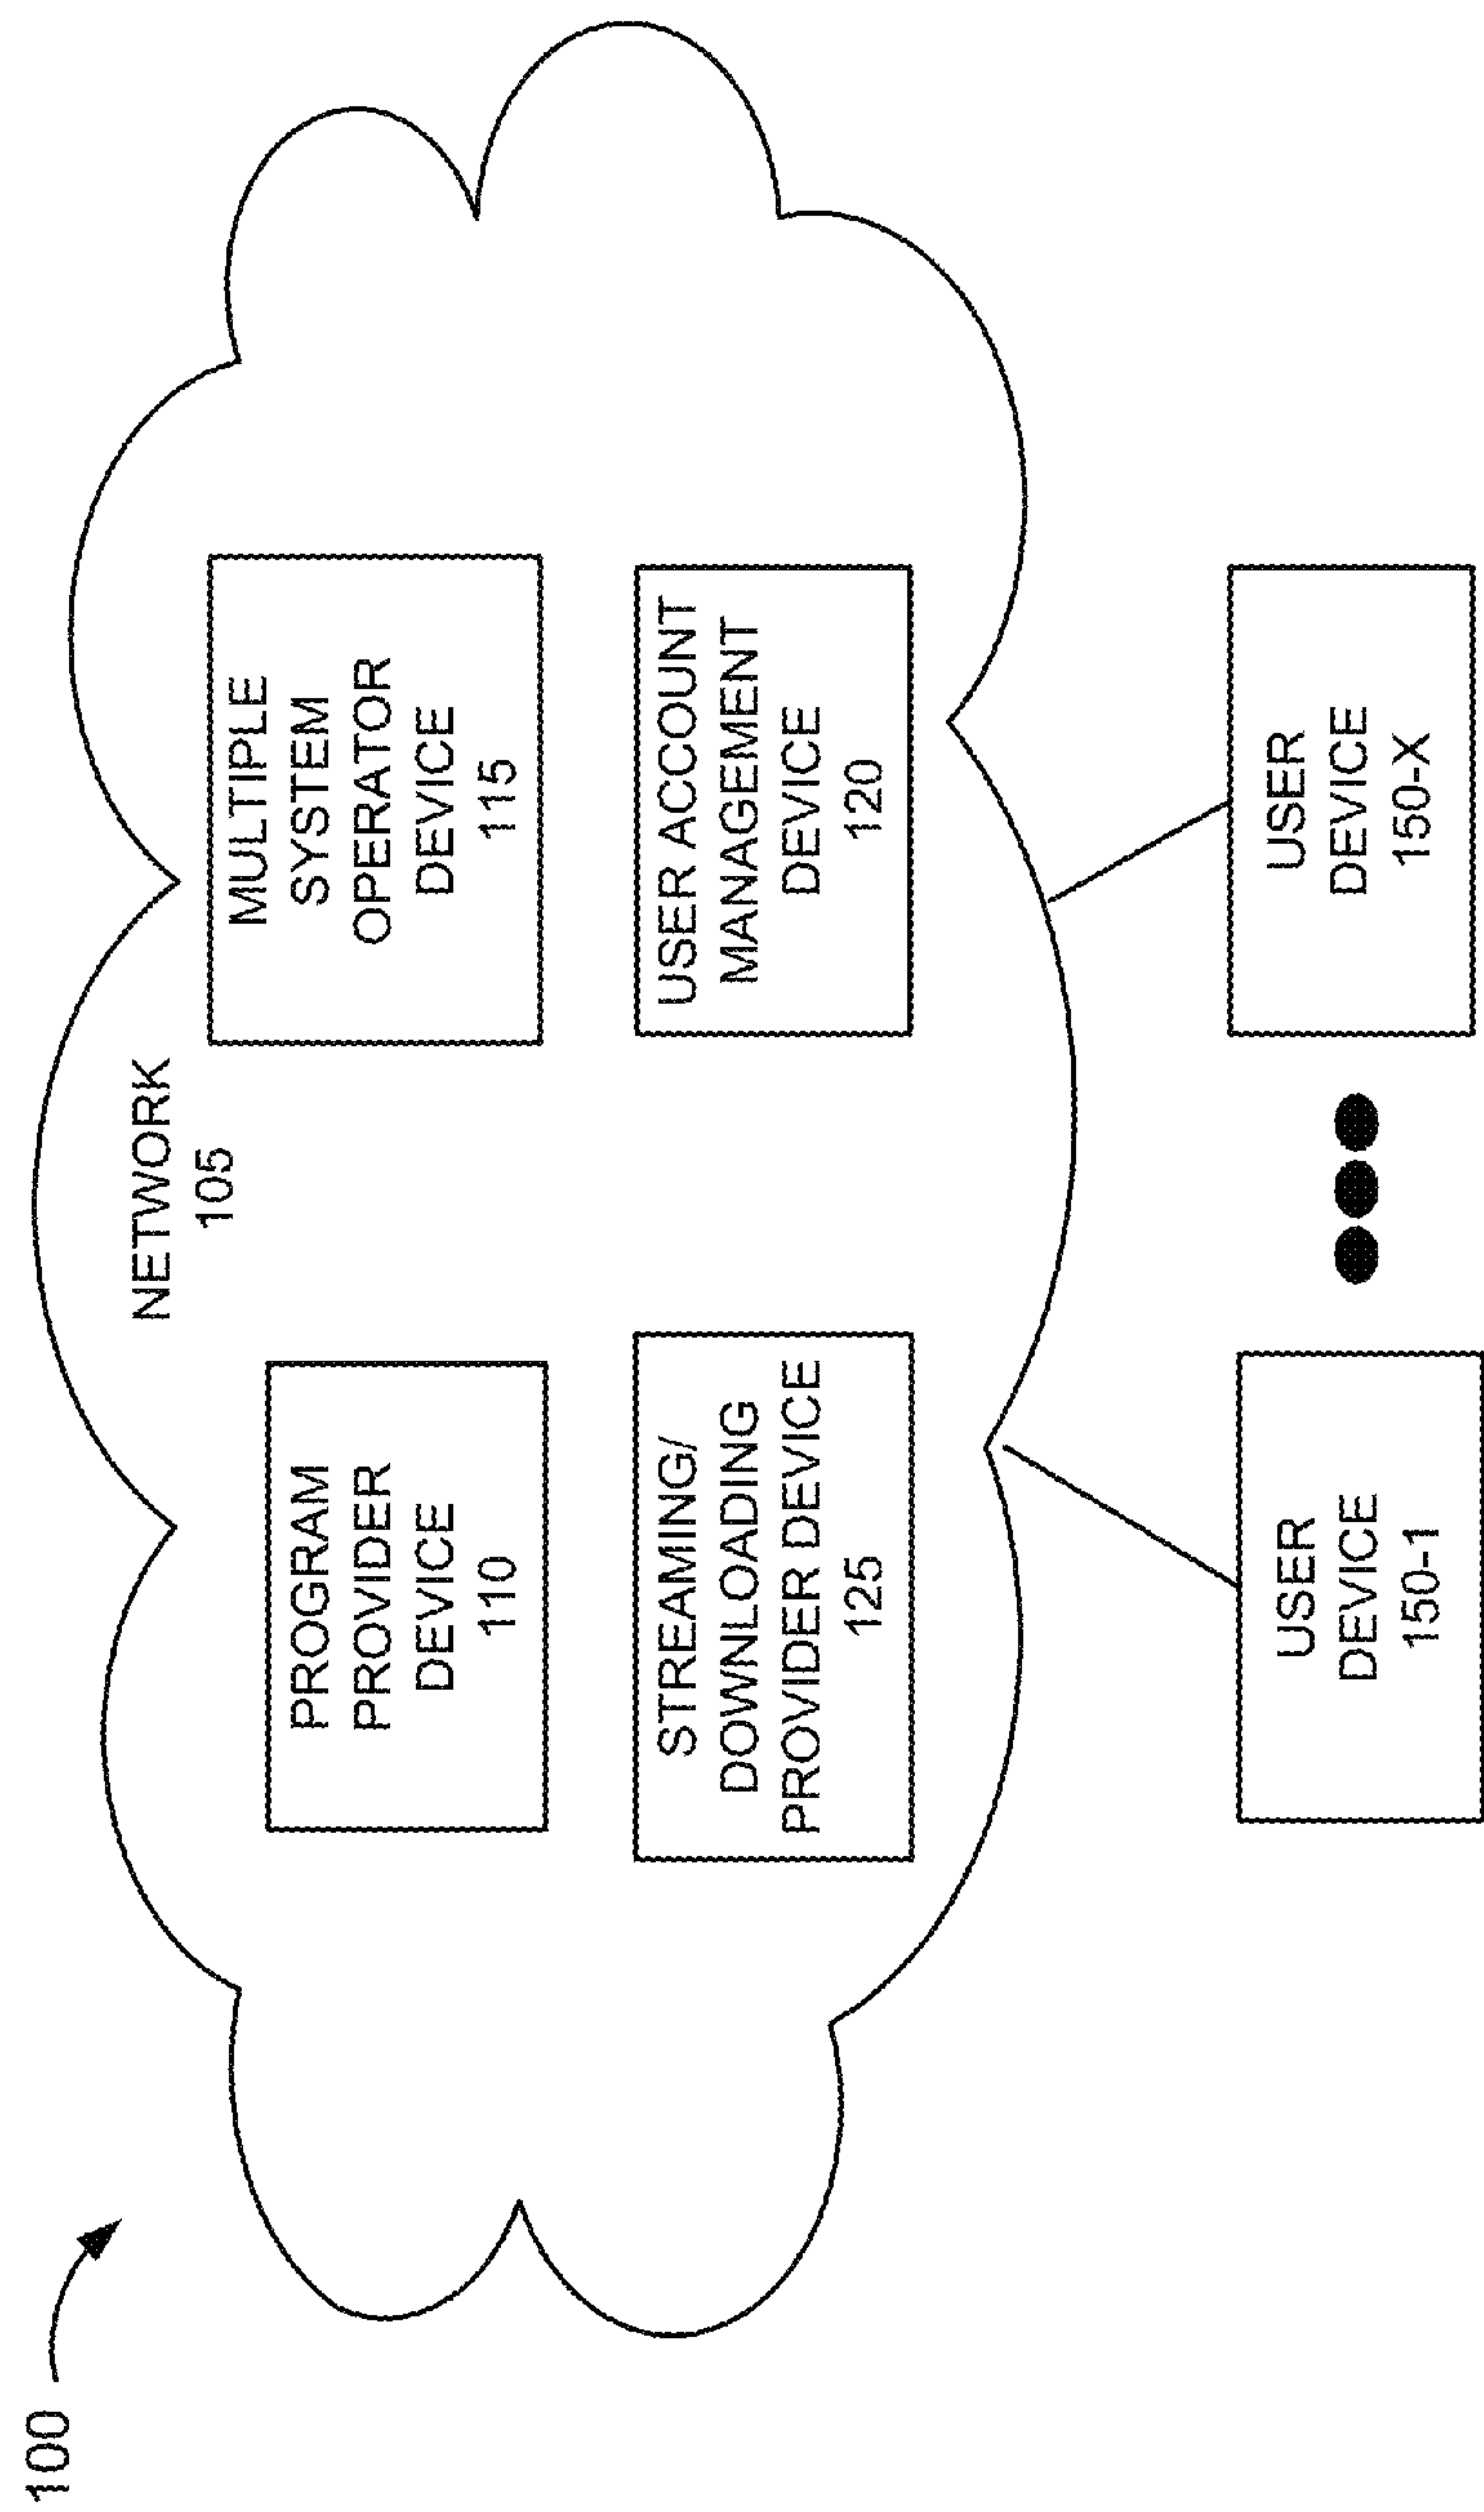 100
NETWORK
105
PROGRAM
PROVIDER
DEVICE
110
MULTIPLE
SYSTEM
OPERATOR
DEVICE
115
STREAMING/
DOWNLOADING
PROVIDER DEVICE
125
USER ACCOUNT
MANAGEMENT
DEVICE
120
USER
DEVICE
150-1
USER
DEVICE
150-X